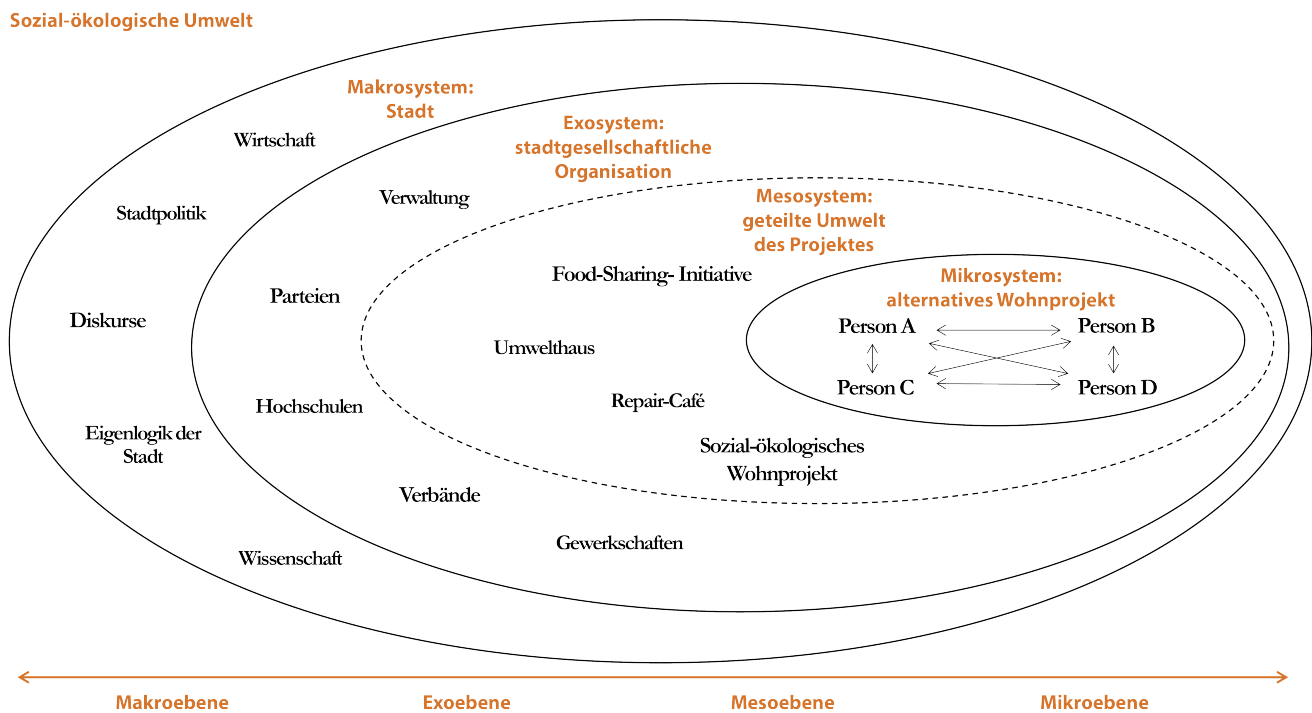 Sozial-ökologische Umwelt
Makrosystem:
Stadt
Wirtschaft
Stadtpolitik
Diskurse
Eigenlogik der
Stadt
Wissenschaft
Exosystem:
stadtgesellschaftliche
Organisation
Verwaltung
Parteien
Hochschulen
Verbände
Gewerkschaften
Mesosystem:
geteilte Umwelt
des Projektes
Food-Sharing- Initiative
Umwelthaus
Repair-Café
Sozial-ökologisches
Wohnprojekt
Mikrosystem:
alternatives Wohnprojekt
Person A
Person B
Person C
Person D
Makroebene
Exoebene
Mesoebene
Mikroebene